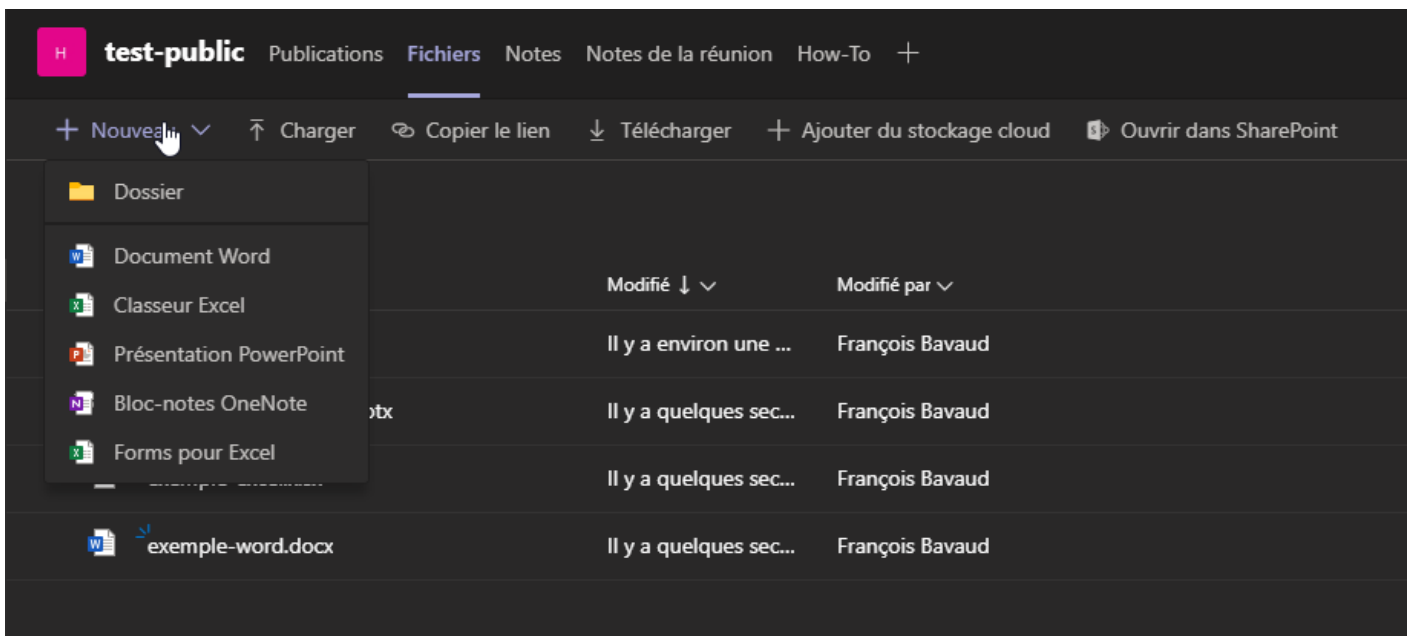 H test-public Publications Fichiers Notes Notes de la réunion How-To
Nouveau Charger Copier le lien Télécharger Ajouter du stockage cloud Ouvrir dans SharePoint
Dossier
Document Word
Modifié Modifié par
Classeur Excel
Il y a environ une ... François Bavaud
Présentation PowerPoint
Bloc-notes OneNote
otx Il y a quelques sec... François Bavaud
Forms pour Excel
Il y a quelques sec... François Bavaud
exemple-word.docx Il y a quelques sec... François Bavaud